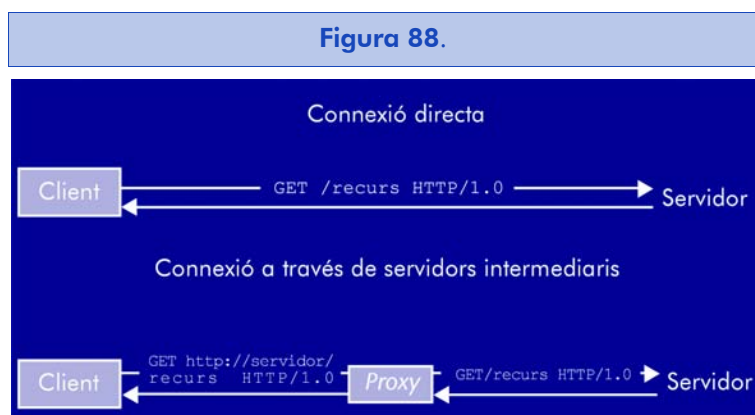 Figura 88.
Connexió directa
Client
GET /recurs HTTP/1.0
Servidor
Connexió a través de servidors intermediaris
Client
GET http://servidor/
recurs HTTP/1.0
Proxy
GET/recurs HTTP/1.0
Servidor